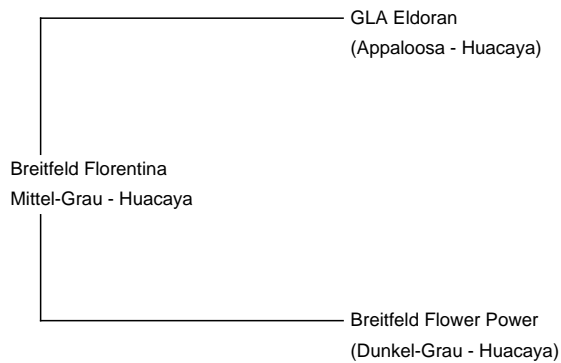 GLA Eldoran
(Appaloosa - Huacaya)
Breitfeld Florentina
Mittel-Grau - Huacaya
Breitfeld Flower Power
(Dunkel-Grau - Huacaya)